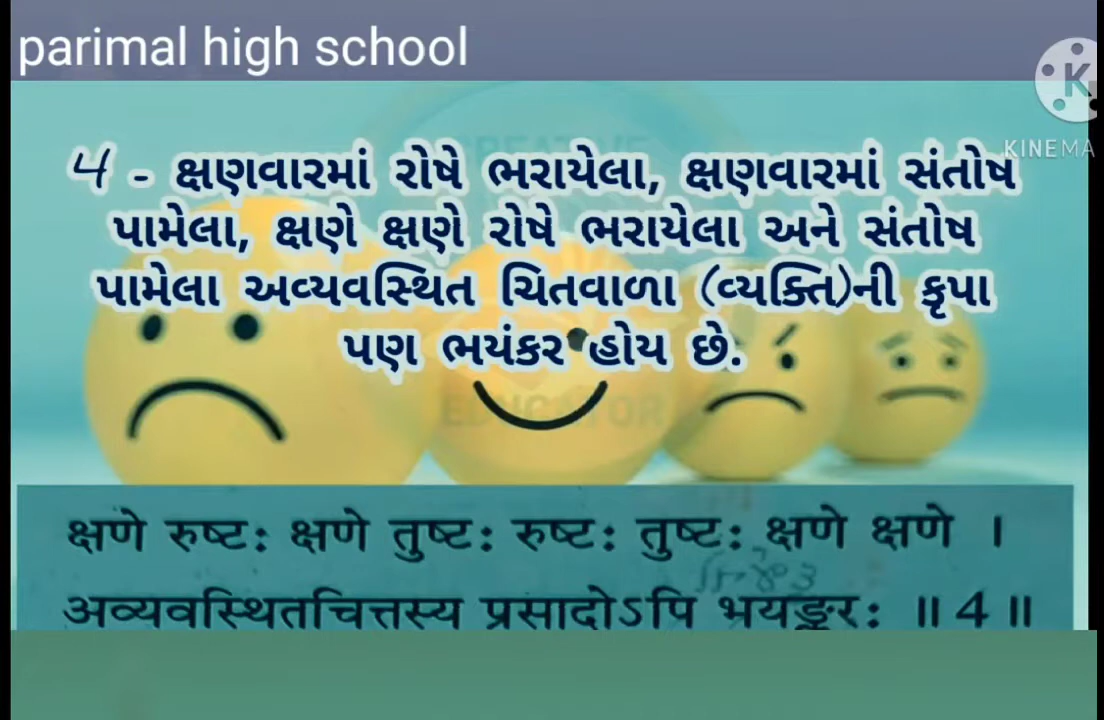 parimal high school
KINEMA
૫ - ક્ષણવારમાં રોષે ભરાયેલા, ક્ષણવારમાં સંતોષ
પામેલા, ક્ષણે ક્ષણે રોષે ભરાયેલા અને સંતોષ
પામેલા અવ્યવસ્થિત ચિતવાળા (વ્યક્તિ)ની કૃપા
પણ ભયંકર હોય છે.
क्षणे रुष्टः क्षणे तुष्टः रुष्टः तुष्टः क्षणे क्षणे ।
अव्यवस्थितचित्तस्य प्रसादोऽपि भयङ्करः ॥ 4 ॥